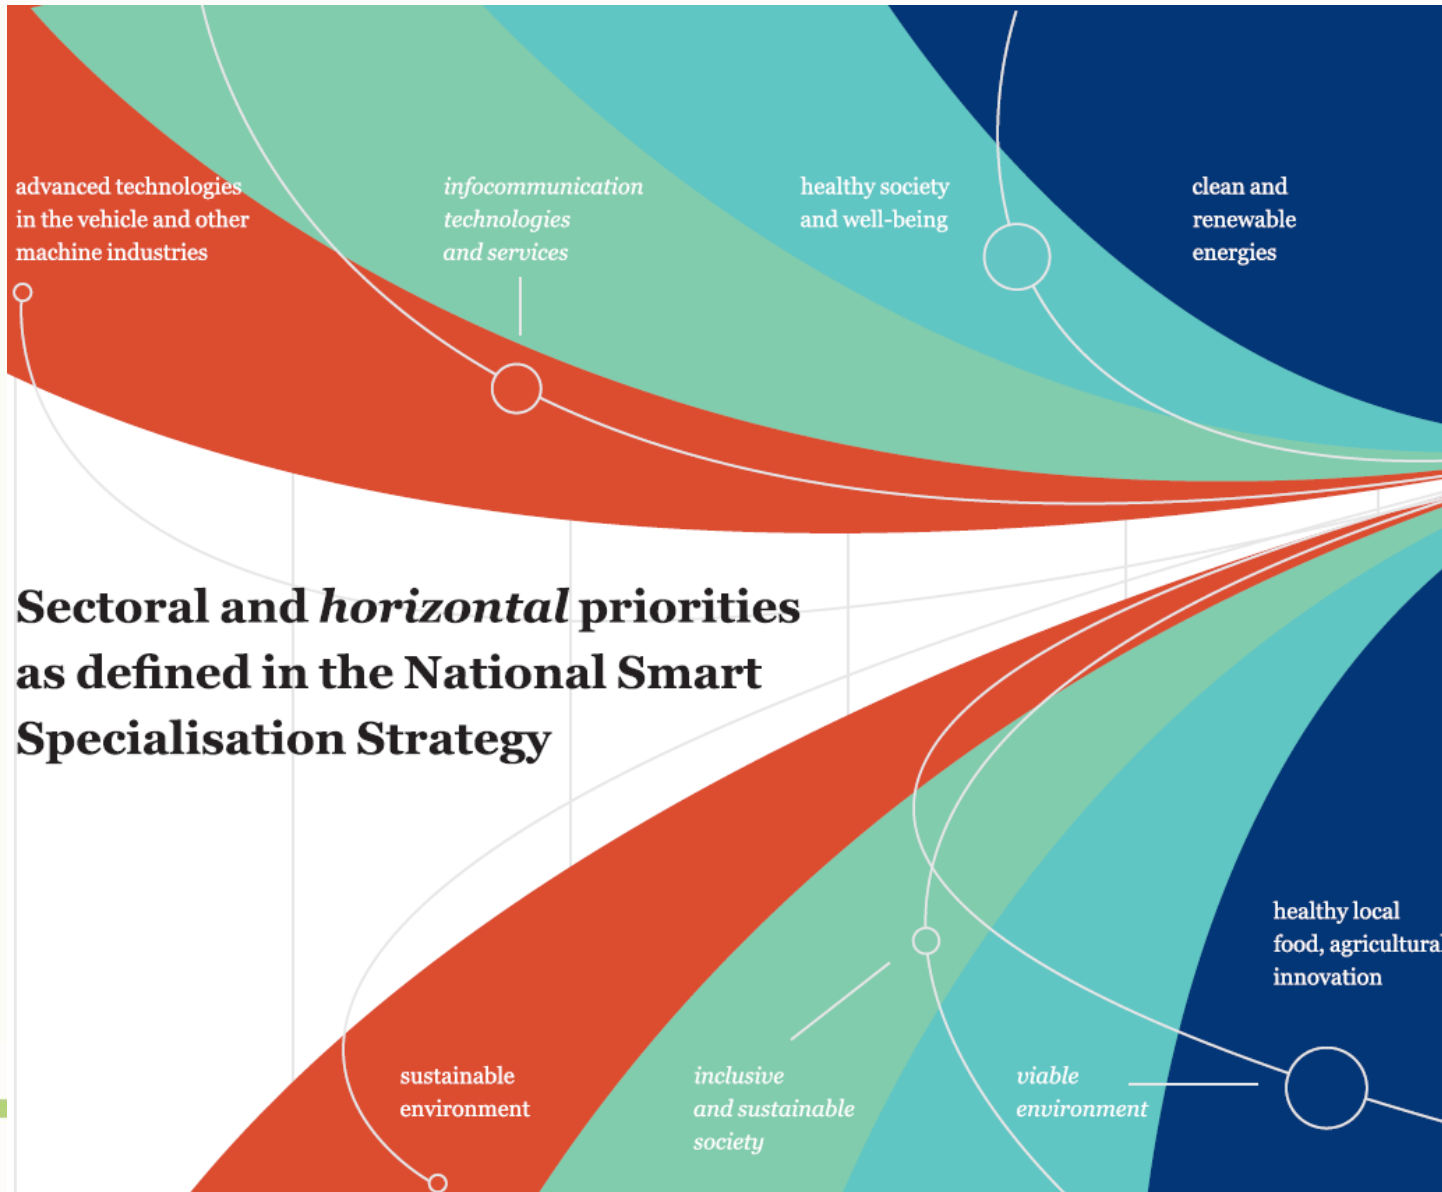 advanced technologies
in the vehicle and other
machine industries
infocommunication
technologies
and services
healthy society
and well-being
clean and
renewable
energies
Sectoral and horizontal priorities
as defined in the National Smart
Specialisation Strategy
healthy local
food, agricultural
innovation
sustainable
environment
inclusive
and sustainable
society
viable
environment